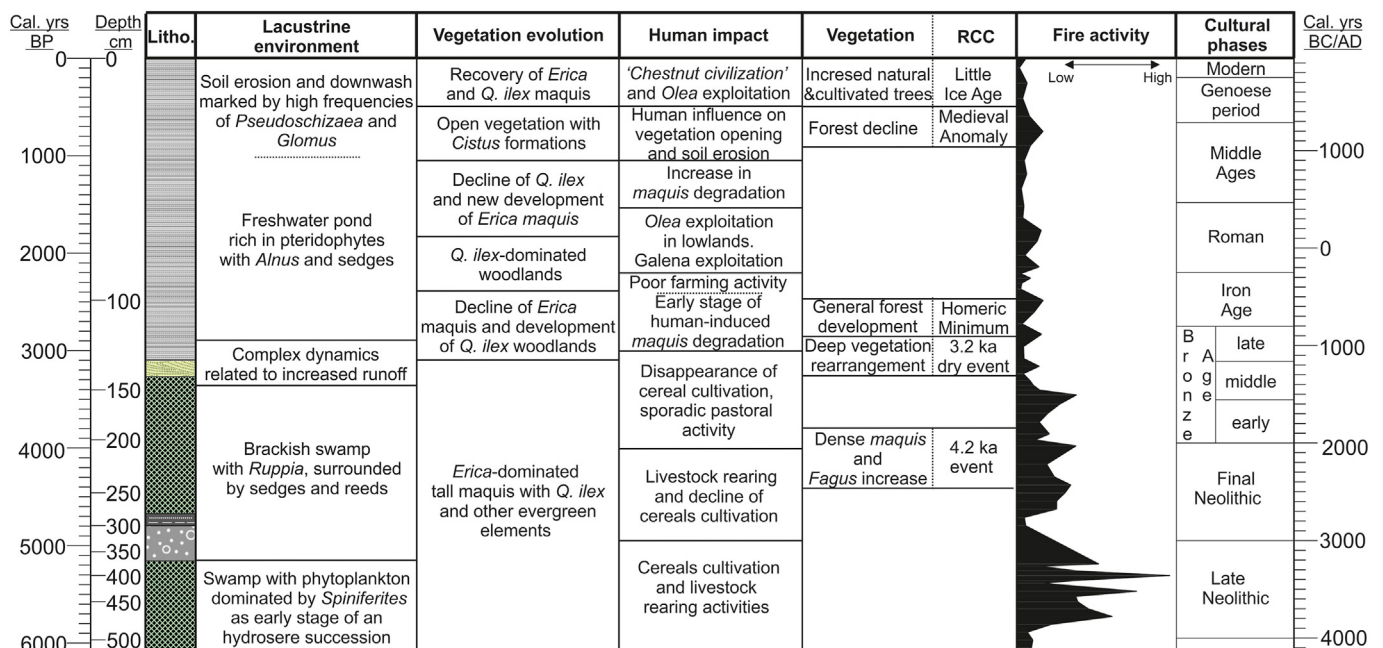 Cal. yrs
BP
Depth
cm
Litho.
Lacustrine
environment
Vegetation evolution
Human impact
Vegetation
RCC
Fire activity
Cultural
phases
Cal. yrs
BC/AD
0
1000
2000
3000
4000
5000
6000
0
100
150
200
250
300
350
400
450
500
Soil erosion and downwash
marked by high frequencies
of Pseudoschizaea and
Glomus
Freshwater pond
rich in pteridophytes
with Alnus and sedges
Complex dynamics
related to increased runoff
Brackish swamp
with Ruppia, surrounded
by sedges and reeds
Swamp with phytoplankton
dominated by Spiniferites
as early stage of an
hydrosere succession
Recovery of Erica
and Q. ilex maquis
Open vegetation with
Cistus formations
Decline of Q. ilex
and new development
of Erica maquis
Q. ilex-dominated
woodlands
Decline of Erica
maquis and development
of Q. ilex woodlands
Erica-dominated
tall maquis with Q. ilex
and other evergreen
elements
'Chestnut civilization'
and Olea exploitation
Human influence on
vegetation opening
and soil erosion
Increase in
maquis degradation
Olea exploitation
in lowlands.
Galena exploitation
Poor farming activity
Early stage of
human-induced
maquis degradation
Disappearance of
cereal cultivation,
sporadic pastoral
activity
Livestock rearing
and decline of
cereals cultivation
Cereals cultivation
and livestock
rearing activities
Incresed natural
&cultivated trees
Forest decline
General forest
development
Deep vegetation
rearrangement
Dense maquis
and
Fagus increase
Little
Ice Age
Medieval
Anomaly
Homeric
Minimum
3.2 ka
dry event
4.2 ka
event
Low
High
Modern
Genoese
period
Middle
Ages
Roman
Iron
Age
Bronze
Age
late
middle
early
Final
Neolithic
Late
Neolithic
1000
0
1000
2000
3000
4000